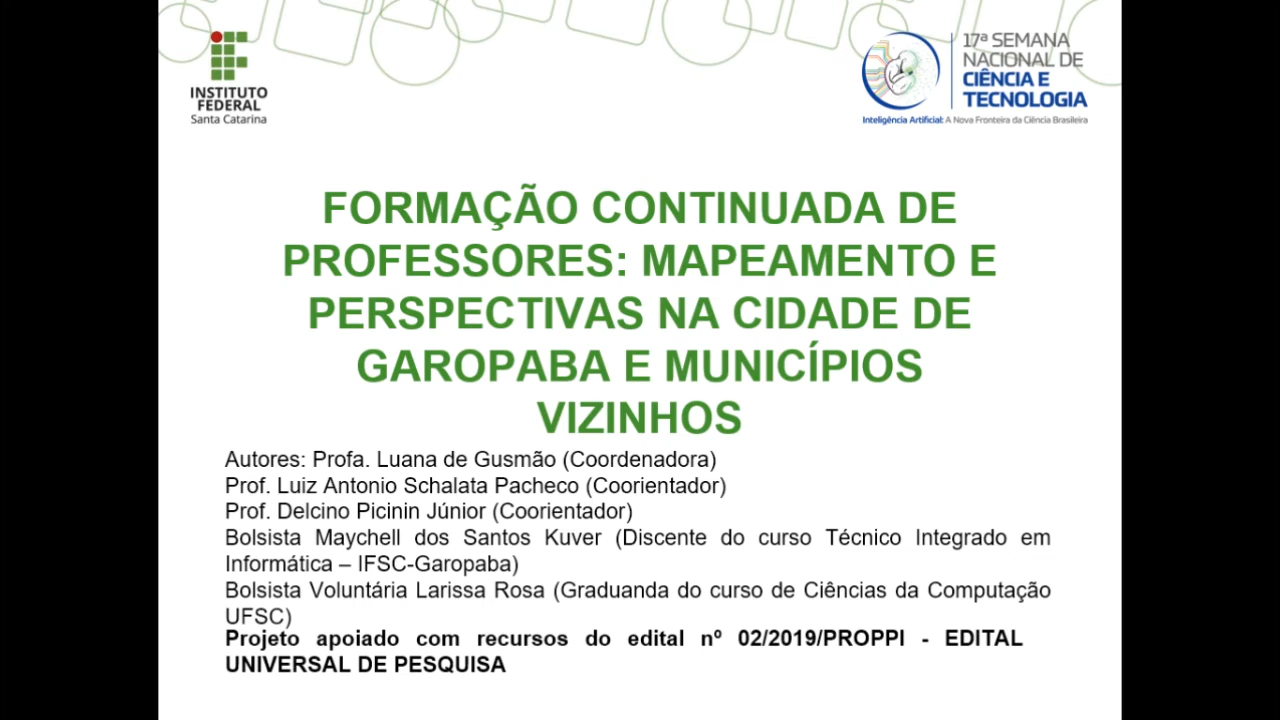 INSTITUTO
FEDERAL
Santa Catarina
17ª SEMANA
NACIONAL DE
CIÊNCIA E
TECNOLOGIA
Inteligência Artificial: A Nova Fronteira da Ciência Brasileira
FORMAÇÃO CONTINUADA DE
PROFESSORES: MAPEAMENTO E
PERSPECTIVAS NA CIDADE DE
GAROPABA E MUNICÍPIOS
VIZINHOS
Autores: Profa. Luana de Gusmão (Coordenadora)
Prof. Luiz Antonio Schalata Pacheco (Coorientador)
Prof. Delcino Picinin Júnior (Coorientador)
Bolsista Maychell dos Santos Kuver (Discente do curso Técnico Integrado em
Informática – IFSC-Garopaba)
Bolsista Voluntária Larissa Rosa (Graduanda do curso de Ciências da Computação
UFSC)
Projeto apoiado com recursos do edital nº 02/2019/PROPPI - EDITAL
UNIVERSAL DE PESQUISA